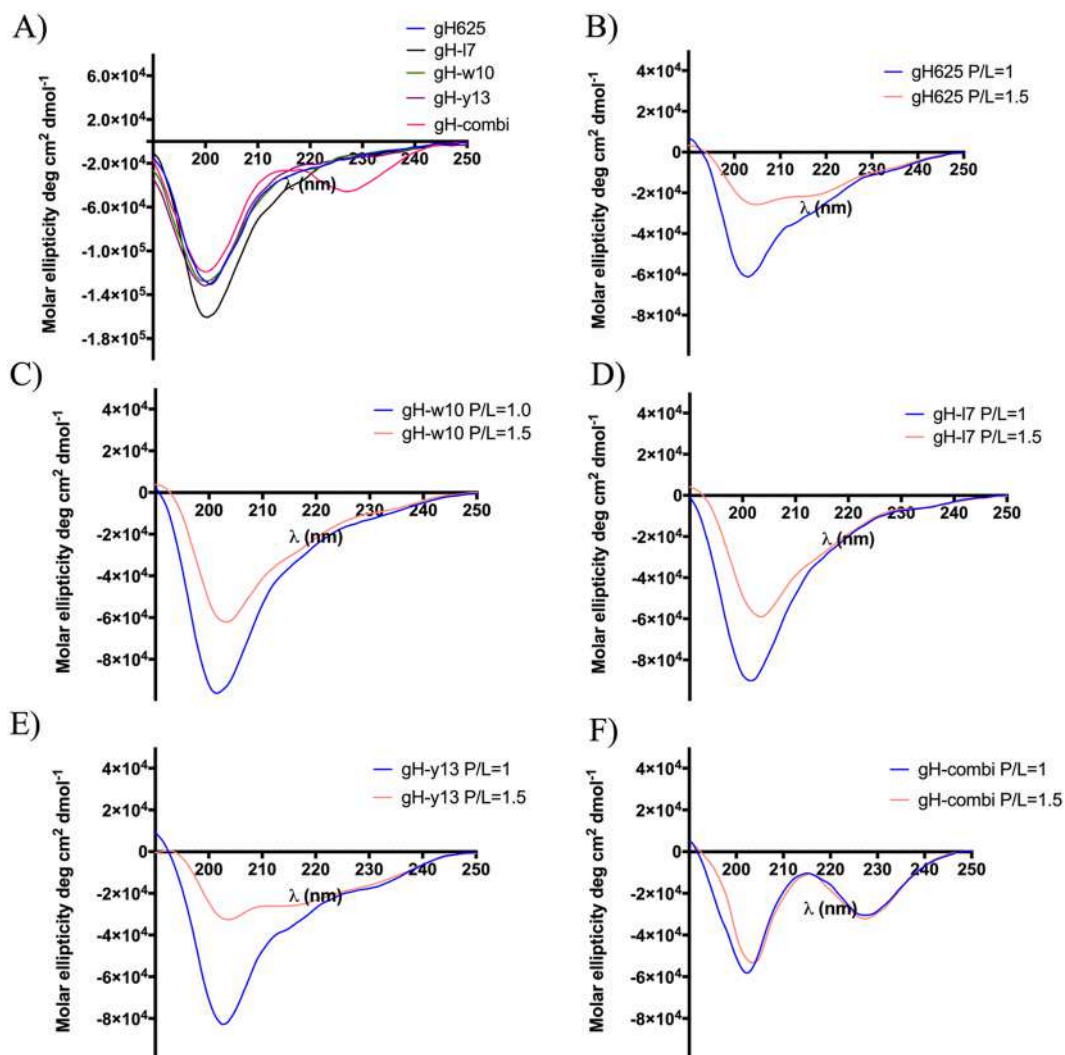 A)
gH625
gH-l7
gH-w10
gH-y13
gH-combi
6.0×10⁴
2.0×10⁴
-2.0×10⁴
-6.0×10⁴
-1.0×10⁵
-1.4×10⁵
-1.8×10⁵
200 210 220 230 240 250
λ (nm)
Molar ellipticity deg cm² dmol⁻¹
B)
gH625 P/L=1
gH625 P/L=1.5
4×10⁴
2×10⁴
0
-2×10⁴
-4×10⁴
-6×10⁴
-8×10⁴
200 210 220 230 240 250
λ (nm)
Molar ellipticity deg cm² dmol⁻¹
C)
gH-w10 P/L=1.0
gH-w10 P/L=1.5
4×10⁴
2×10⁴
0
-2×10⁴
-4×10⁴
-6×10⁴
-8×10⁴
200 210 220 230 240 250
λ (nm)
Molar ellipticity deg cm² dmol⁻¹
D)
gH-l7 P/L=1
gH-l7 P/L=1.5
4×10⁴
2×10⁴
0
-2×10⁴
-4×10⁴
-6×10⁴
-8×10⁴
200 210 220 230 240 250
λ (nm)
Molar ellipticity deg cm² dmol⁻¹
E)
gH-y13 P/L=1
gH-y13 P/L=1.5
4×10⁴
2×10⁴
0
-2×10⁴
-4×10⁴
-6×10⁴
-8×10⁴
200 210 220 230 240 250
λ (nm)
Molar ellipticity deg cm² dmol⁻¹
F)
gH-combi P/L=1
gH-combi P/L=1.5
4×10⁴
2×10⁴
0
-2×10⁴
-4×10⁴
-6×10⁴
-8×10⁴
200 210 220 230 240 250
λ (nm)
Molar ellipticity deg cm² dmol⁻¹